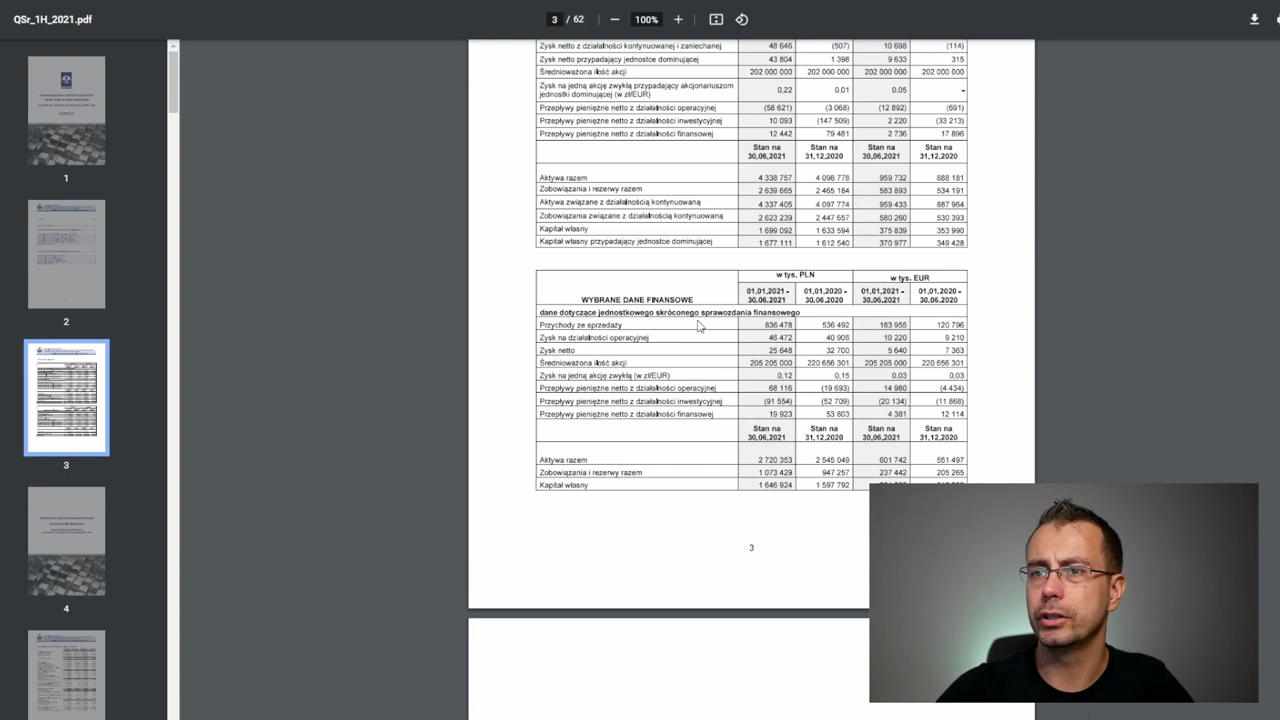 QSr_1H_2021.pdf
3 / 62
100%
Zysk netto z działalności kontynuowanej i zaniechanej 48 646 (507) 10 698 (114)
Zysk netto przypadający jednostce dominującej 43 804 1 398 9 633 315
Średnioważona ilość akcji 202 000 000 202 000 000 202 000 000 202 000 000
Zysk na jedną akcję zwykłą przypadający akcjonariuszom
jednostki dominującej (w zł/EUR) 0,22 0,01 0,05 -
Przepływy pieniężne netto z działalności operacyjnej (58 621) (3 068) (12 892) (691)
Przepływy pieniężne netto z działalności inwestycyjnej 10 093 (147 509) 2 220 (33 213)
Przepływy pieniężne netto z działalności finansowej 12 442 79 481 2 736 17 896
Stan na Stan na Stan na Stan na
30.06.2021 31.12.2020 30.06.2021 31.12.2020
Aktywa razem 4 338 757 4 098 778 959 732 888 181
Zobowiązania i rezerwy razem 2 639 665 2 465 184 583 893 534 191
Aktywa związane z działalnością kontynuowaną 4 337 405 4 097 774 959 433 887 964
Zobowiązania związane z działalnością kontynuowaną 2 623 239 2 447 657 580 260 530 393
Kapitał własny 1 699 092 1 633 594 375 839 353 990
Kapitał własny przypadający jednostce dominującej 1 677 111 1 612 540 370 977 349 428
w tys. PLN w tys. EUR
WYBRANE DANE FINANSOWE
01.01.2021 - 01.01.2020 - 01.01.2021 - 01.01.2020 -
30.06.2021 30.06.2020 30.06.2021 30.06.2020
dane dotyczące jednostkowego skróconego sprawozdania finansowego
Przychody ze sprzedaży 836 478 536 492 183 955 120 796
Zysk na działalności operacyjnej 46 472 40 906 10 220 9 210
Zysk netto 25 648 32 700 5 640 7 363
Średnioważona ilość akcji 205 205 000 220 656 301 205 205 000 220 656 301
Zysk na jedną akcję zwykłą (w zł/EUR) 0,12 0,15 0,03 0,03
Przepływy pieniężne netto z działalności operacyjnej 68 116 (19 693) 14 980 (4 434)
Przepływy pieniężne netto z działalności inwestycyjnej (91 554) (52 709) (20 134) (11 868)
Przepływy pieniężne netto z działalności finansowej 19 923 53 803 4 381 12 114
Stan na Stan na Stan na Stan na
30.06.2021 31.12.2020 30.06.2021 31.12.2020
Aktywa razem 2 720 353 2 545 049 601 742 551 497
Zobowiązania i rezerwy razem 1 073 429 947 257 237 442 205 265
Kapitał własny 1 646 924 1 597 792
3
1
2
3
4